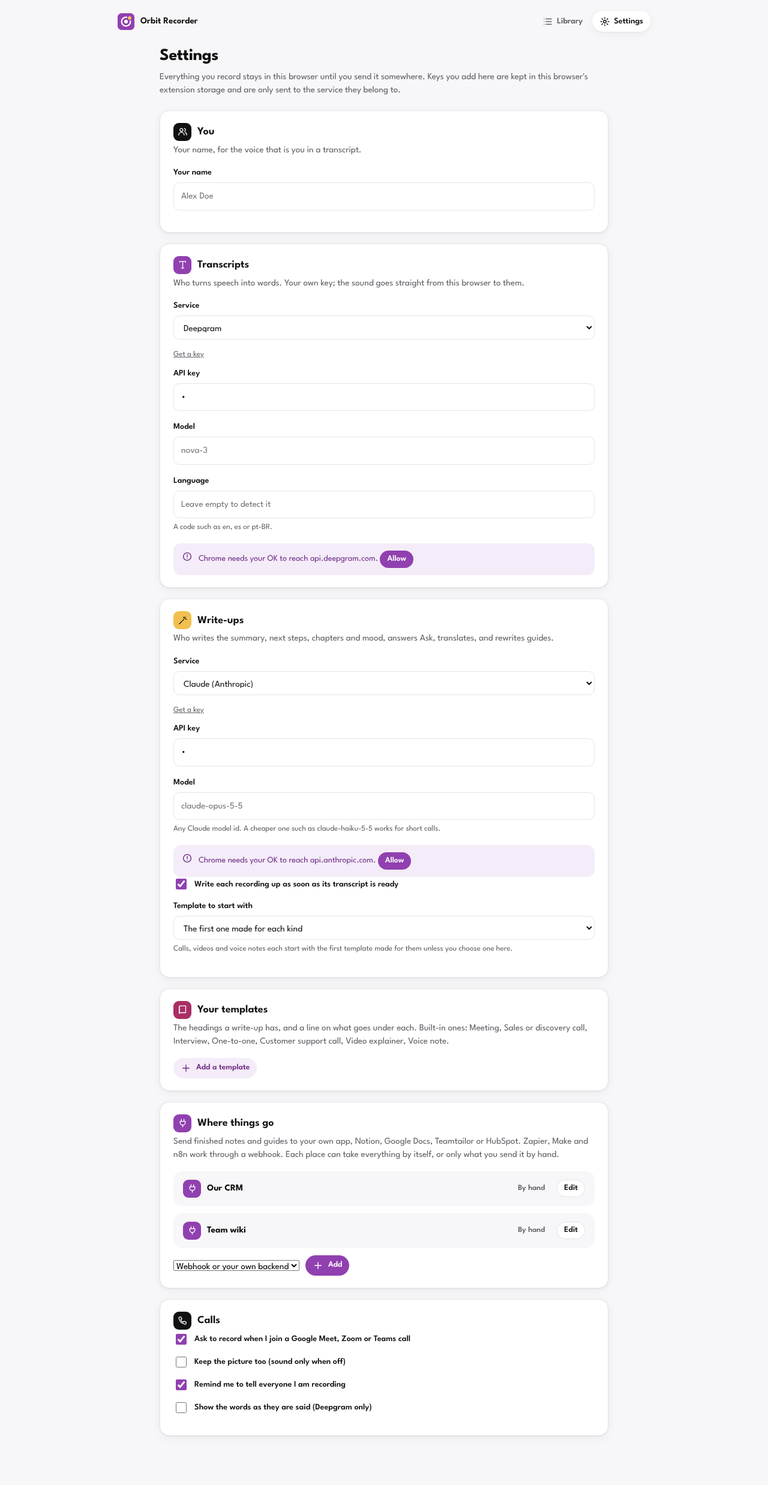 Orbit Recorder
Library
Settings
Settings
Everything you record stays in this browser until you send it somewhere. Keys you add here are kept in this browser's
extension storage and are only sent to the service they belong to.
You
Your name, for the voice that is you in a transcript.
Your name
Alex Doe
Transcripts
Who turns speech into words. Your own key; the sound goes straight from this browser to them.
Service
Deepgram
Get a key
API key
•
Model
nova-3
Language
Leave empty to detect it
A code such as en, es or pt-BR.
Chrome needs your OK to reach api.deepgram.com. Allow
Write-ups
Who writes the summary, next steps, chapters and mood, answers Ask, translates, and rewrites guides.
Service
Claude (Anthropic)
Get a key
API key
•
Model
claude-opus-5-5
Any Claude model id. A cheaper one such as claude-haiku-5-5 works for short calls.
Chrome needs your OK to reach api.anthropic.com. Allow
Write each recording up as soon as its transcript is ready
Template to start with
The first one made for each kind
Calls, videos and voice notes each start with the first template made for them unless you choose one here.
Your templates
The headings a write-up has, and a line on what goes under each. Built-in ones: Meeting, Sales or discovery call,
Interview, One-to-one, Customer support call, Video explainer, Voice note.
Add a template
Where things go
Send finished notes and guides to your own app, Notion, Google Docs, Teamtailor or HubSpot. Zapier, Make and
n8n work through a webhook. Each place can take everything by itself, or only what you send it by hand.
Our CRM
By hand
Edit
Team wiki
By hand
Edit
Webhook or your own backend
Add
Calls
Ask to record when I join a Google Meet, Zoom or Teams call
Keep the picture too (sound only when off)
Remind me to tell everyone I am recording
Show the words as they are said (Deepgram only)